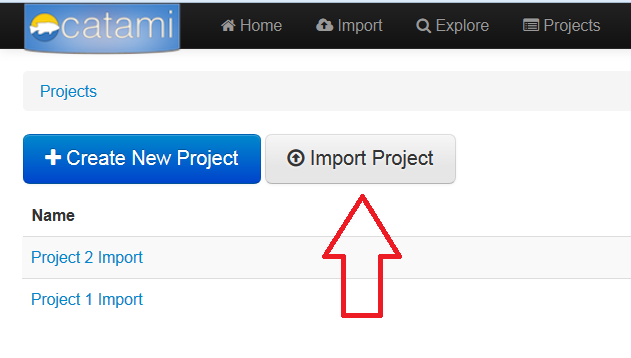 catami Home Import Explore Projects
Projects
Create New Project Import Project
Name
Project 2 Import
Project 1 Import